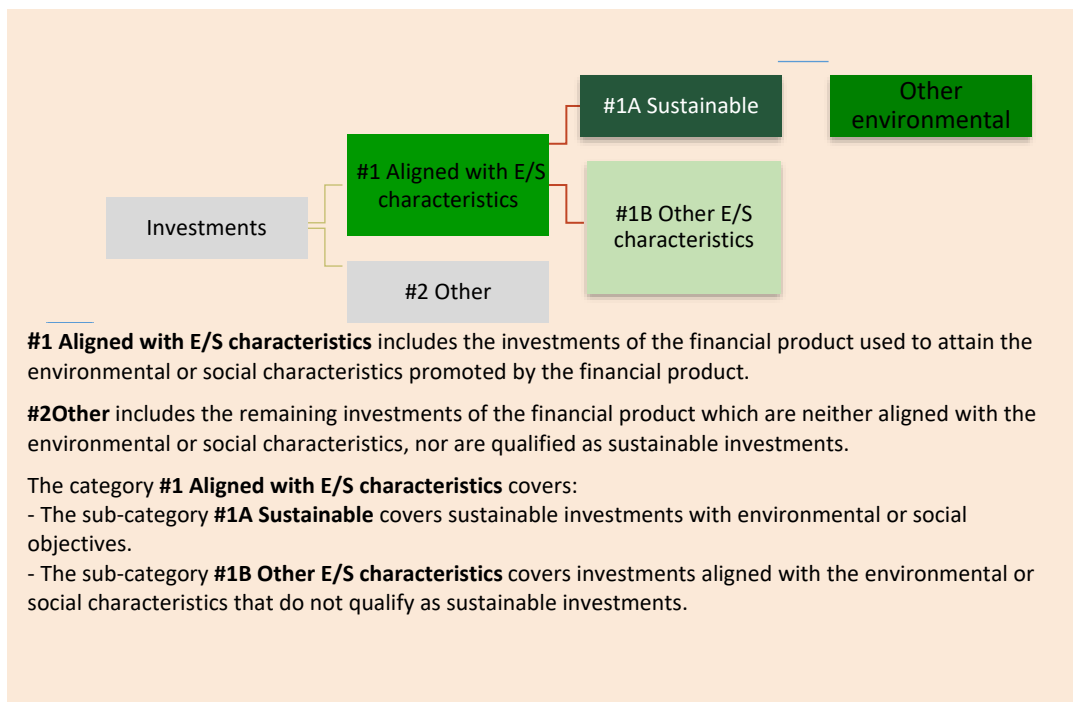 #1A Sustainable
Other
environmental
#1 Aligned with E/S
characteristics
#1B Other E/S
characteristics
Investments
#2 Other
#1 Aligned with E/S characteristics includes the investments of the financial product used to attain the
environmental or social characteristics promoted by the financial product.
#2Other includes the remaining investments of the financial product which are neither aligned with the
environmental or social characteristics, nor are qualified as sustainable investments.
The category #1 Aligned with E/S characteristics covers:
- The sub-category #1A Sustainable covers sustainable investments with environmental or social
objectives.
- The sub-category #1B Other E/S characteristics covers investments aligned with the environmental or
social characteristics that do not qualify as sustainable investments.